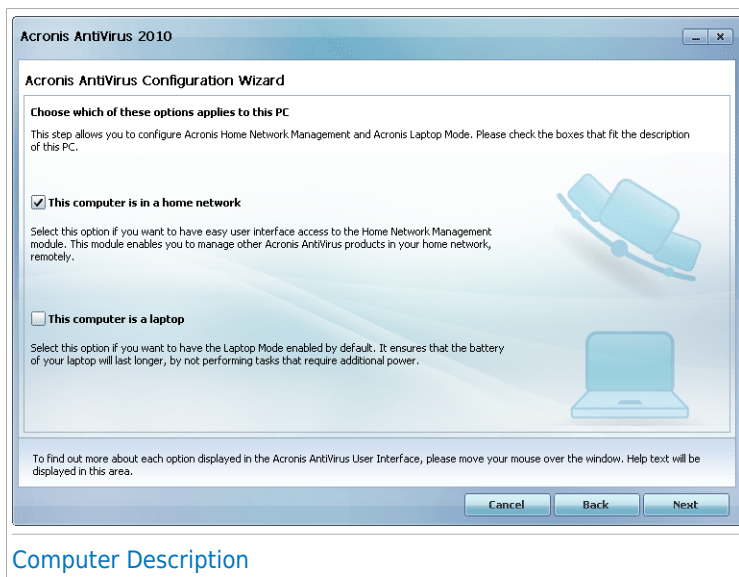 Acronis AntiVirus 2010
Acronis AntiVirus Configuration Wizard
Choose which of these options applies to this PC
This step allows you to configure Acronis Home Network Management and Acronis Laptop Mode. Please check the boxes that fit the description
of this PC.
This computer is in a home network
Select this option if you want to have easy user interface access to the Home Network Management
module. This module enables you to manage other Acronis AntiVirus products in your home network,
remotely.
This computer is a laptop
Select this option if you want to have the Laptop Mode enabled by default. It ensures that the battery
of your laptop will last longer, by not performing tasks that require additional power.
To find out more about each option displayed in the Acronis AntiVirus User Interface, please move your mouse over the window. Help text will be
displayed in this area.
Cancel Back Next
Computer Description